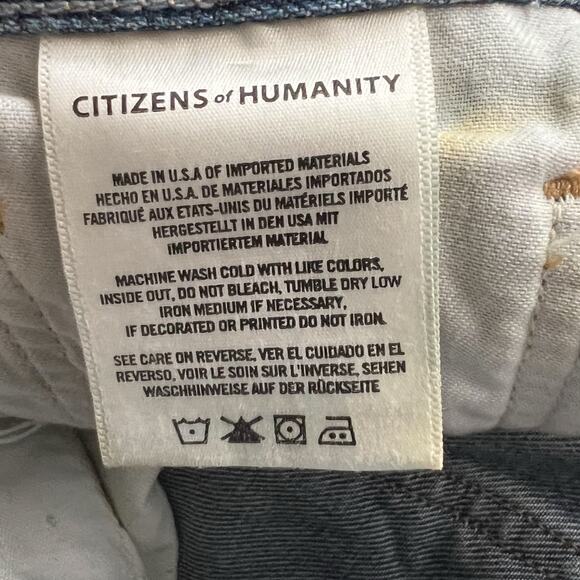 CITIZENS of HUMANITY
MADE IN U.S.A OF IMPORTED MATERIALS
HECHO EN U.S.A. DE MATERIALES IMPORTADOS
FABRIQUÉ AUX ETATS-UNIS DU MATÉRIELS IMPORTÉ
HERGESTELLT IN DEN USA MIT
IMPORTIERTEM MATERIAL
MACHINE WASH COLD WITH LIKE COLORS,
INSIDE OUT, DO NOT BLEACH, TUMBLE DRY LOW
IRON MEDIUM IF NECESSARY,
IF DECORATED OR PRINTED DO NOT IRON.
SEE CARE ON REVERSE, VER EL CUIDADO EN EL
REVERSO, VOIR LE SOIN SUR L'INVERSE, SEHEN
WASCHHINWEISE AUF DER RÜCKSEITE